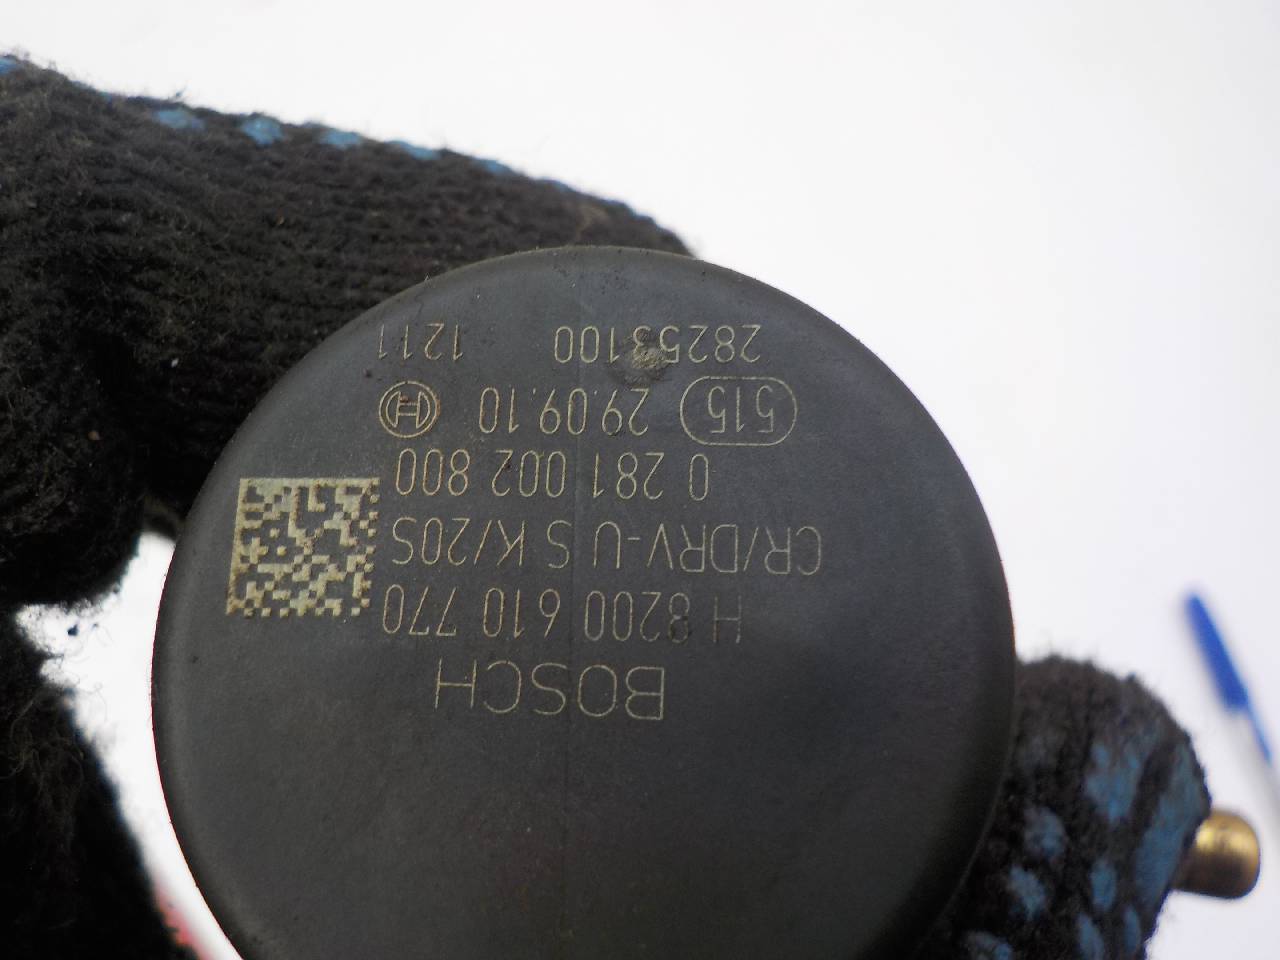 BOSCH
H 8200 610 770
CR/DRV-U S K/20S
0 281 002 800
515 29.09.10
28253100 1211